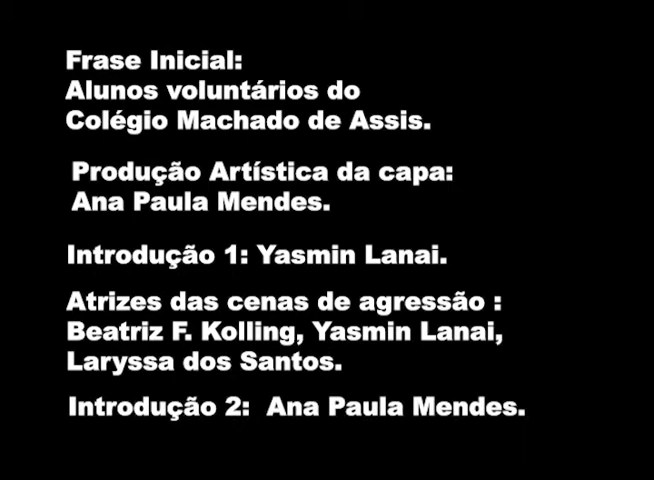 Frase Inicial:
Alunos voluntários do
Colégio Machado de Assis.
Produção Artística da capa:
Ana Paula Mendes.
Introdução 1: Yasmin Lanai.
Atrizes das cenas de agressão :
Beatriz F. Kolling, Yasmin Lanai,
Laryssa dos Santos.
Introdução 2:  Ana Paula Mendes.